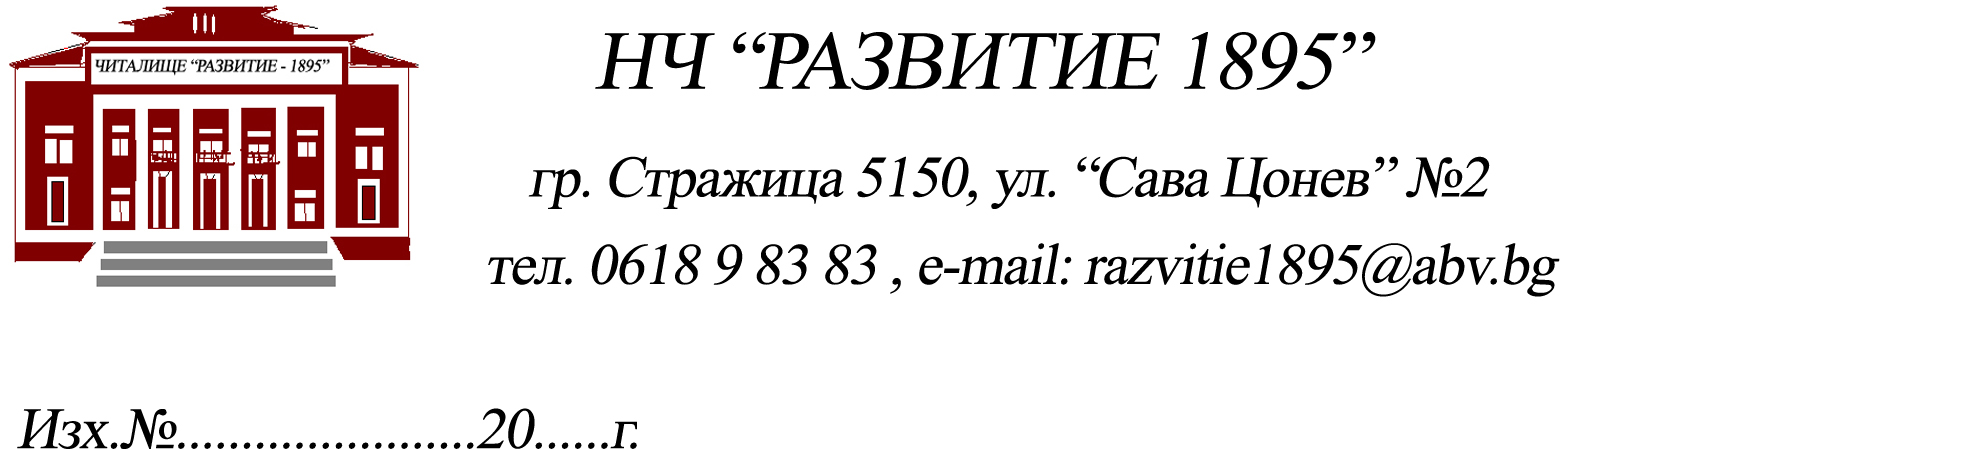 ЧИТАЛИЩЕ “РАЗВИТИЕ - 1895”
НЧ “РАЗВИТИЕ 1895”
гр. Стражица 5150, ул. “Сава Цонев” №2
тел. 0618 9 83 83 , e-mail: razvitie1895@abv.bg
Изх.№.......................20......г.